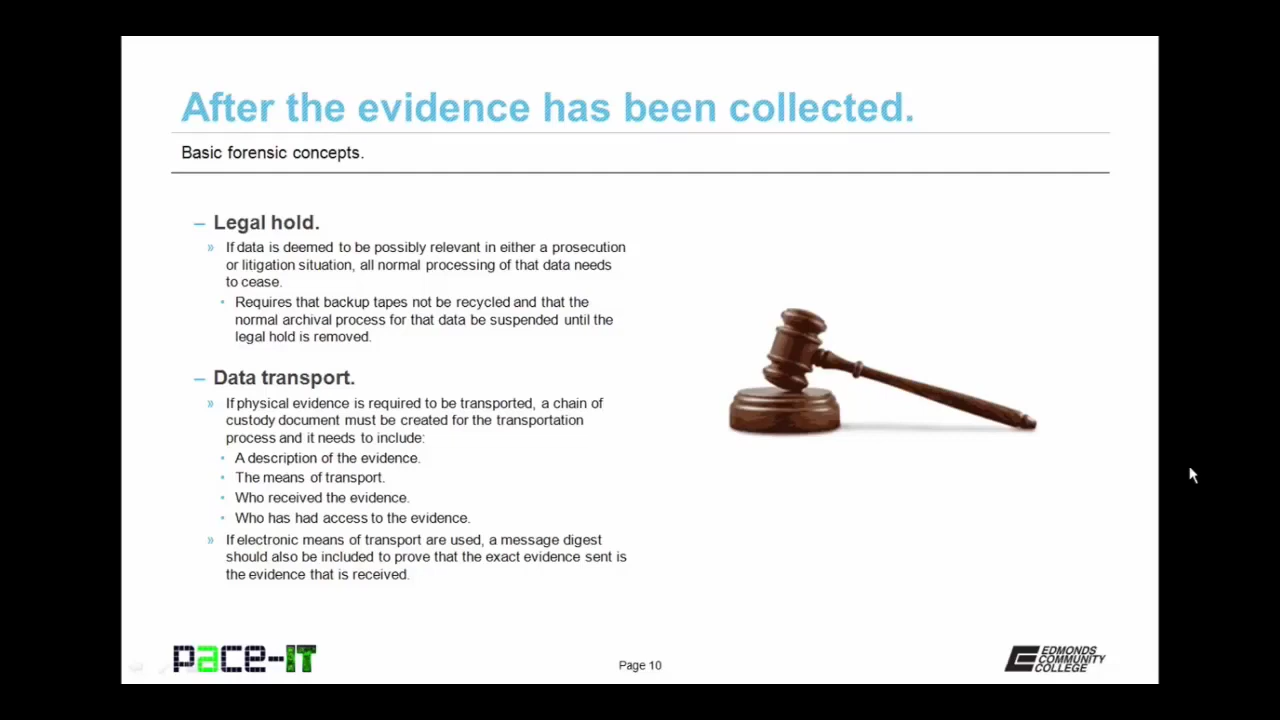 After the evidence has been collected.
Basic forensic concepts.
– Legal hold.
» If data is deemed to be possibly relevant in either a prosecution
or litigation situation, all normal processing of that data needs
to cease.
• Requires that backup tapes not be recycled and that the
normal archival process for that data be suspended until the
legal hold is removed.
– Data transport.
» If physical evidence is required to be transported, a chain of
custody document must be created for the transportation
process and it needs to include:
• A description of the evidence.
• The means of transport.
• Who received the evidence.
• Who has had access to the evidence.
» If electronic means of transport are used, a message digest
should also be included to prove that the exact evidence sent is
the evidence that is received.
pace-IT
Page 10
EDMONDS
COMMUNITY
COLLEGE